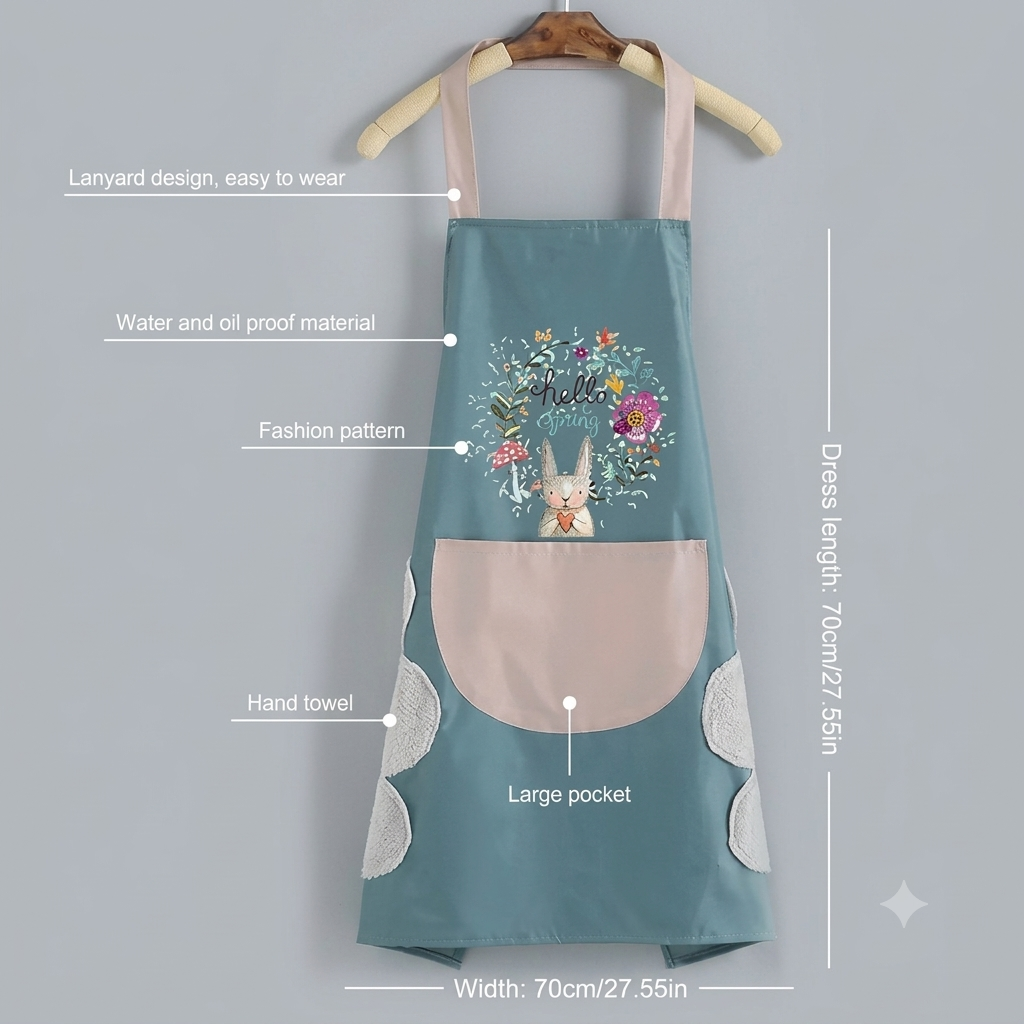 Lanyard design, easy to wear
Water and oil proof material
hello
Spring
Fashion pattern
Dress length: 70cm/27.55in
Hand towel
Large pocket
Width: 70cm/27.55in